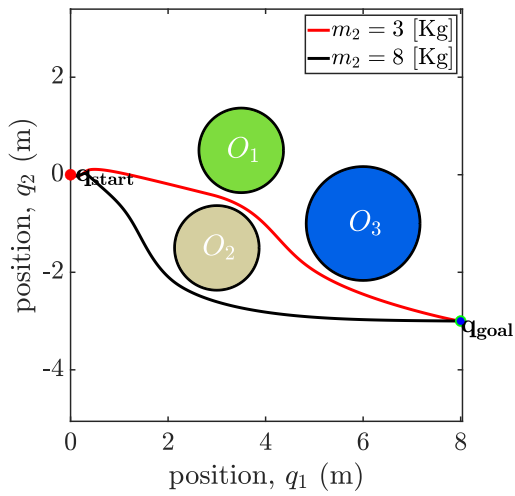 m₂ = 3 [Kg]
m₂ = 8 [Kg]
position, q₂ (m)
2
0
-2
-4
O₁
O₂
O₃
q_start
q_goal
0 2 4 6 8
position, q₁ (m)